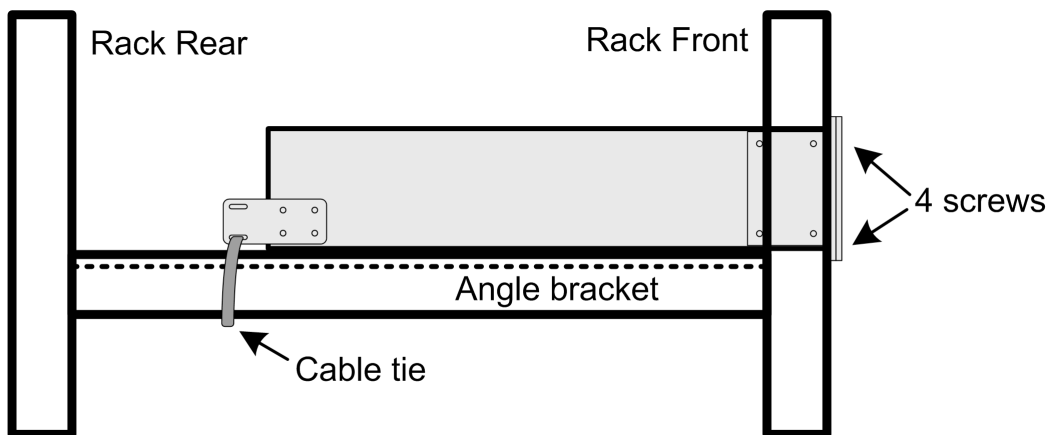 Rack Rear
Rack Front
4 screws
Angle bracket
Cable tie